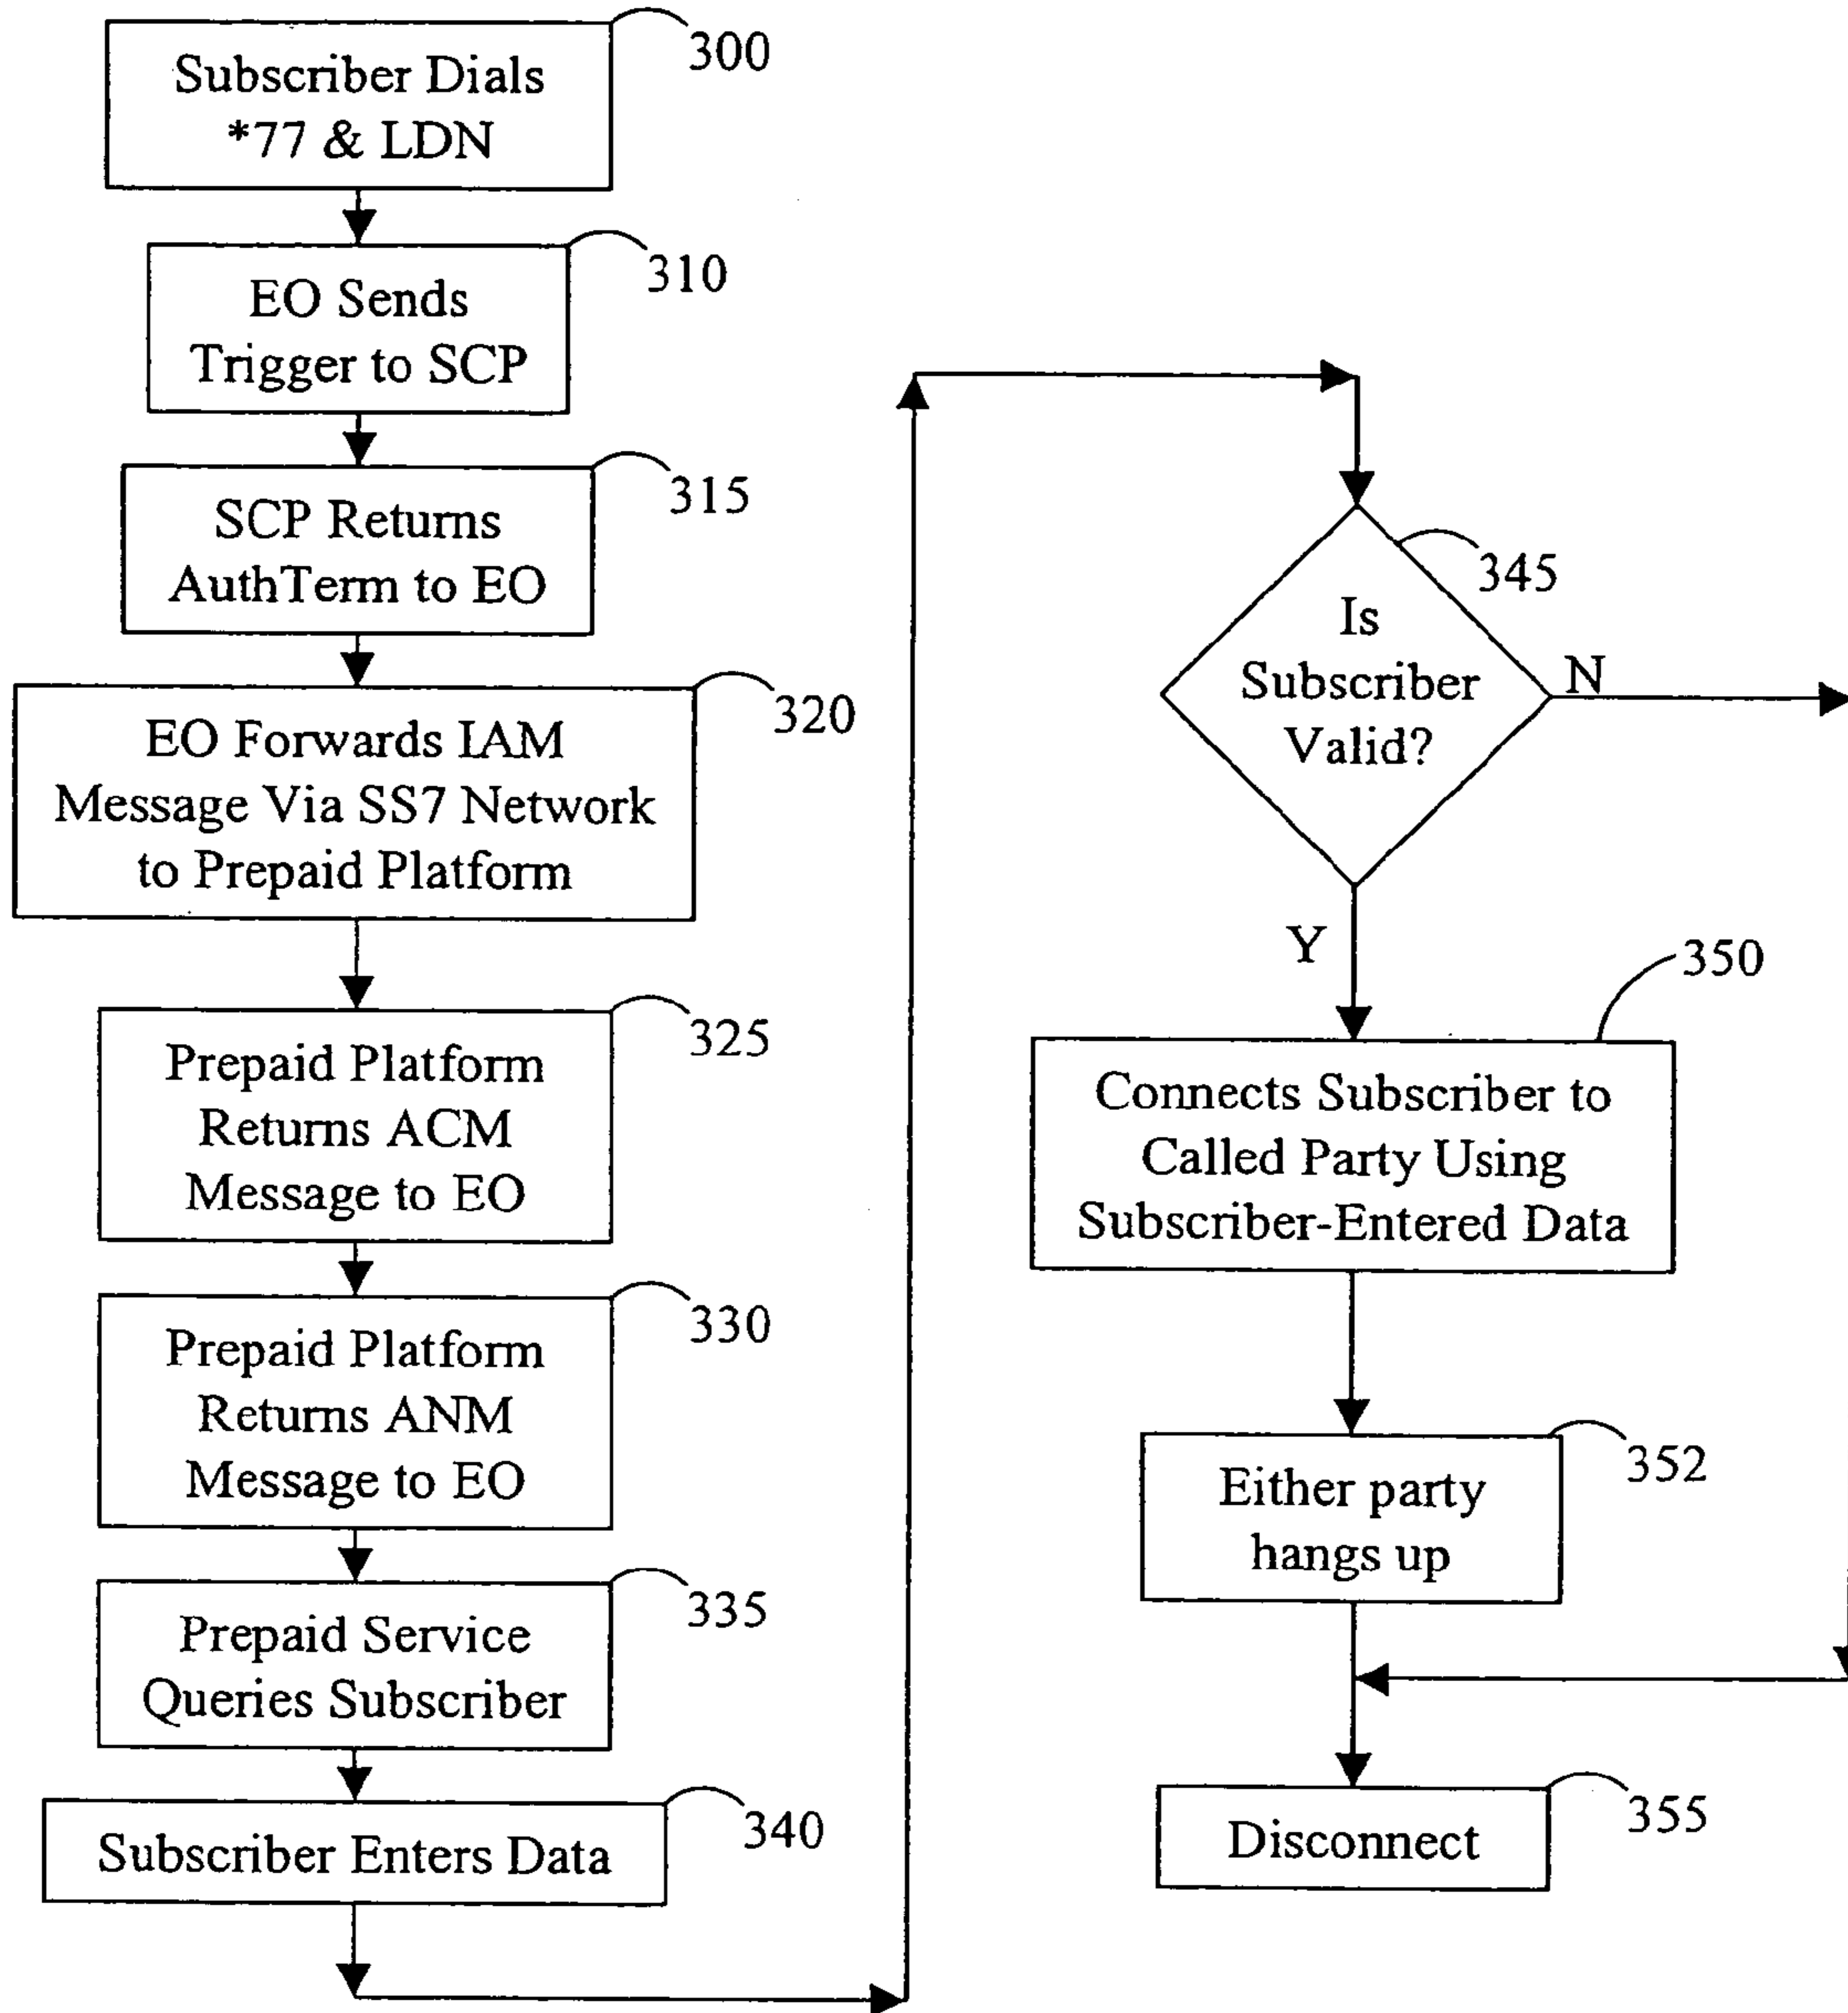 Subscriber Dials
*77 & LDN
300
EO Sends
Trigger to SCP
310
SCP Returns
AuthTerm to EO
315
EO Forwards IAM
Message Via SS7 Network
to Prepaid Platform
320
Prepaid Platform
Returns ACM
Message to EO
325
Prepaid Platform
Returns ANM
Message to EO
330
Prepaid Service
Queries Subscriber
335
Subscriber Enters Data
340
Is
Subscriber
Valid?
345
N
Y
Connects Subscriber to
Called Party Using
Subscriber-Entered Data
350
Either party
hangs up
352
Disconnect
355